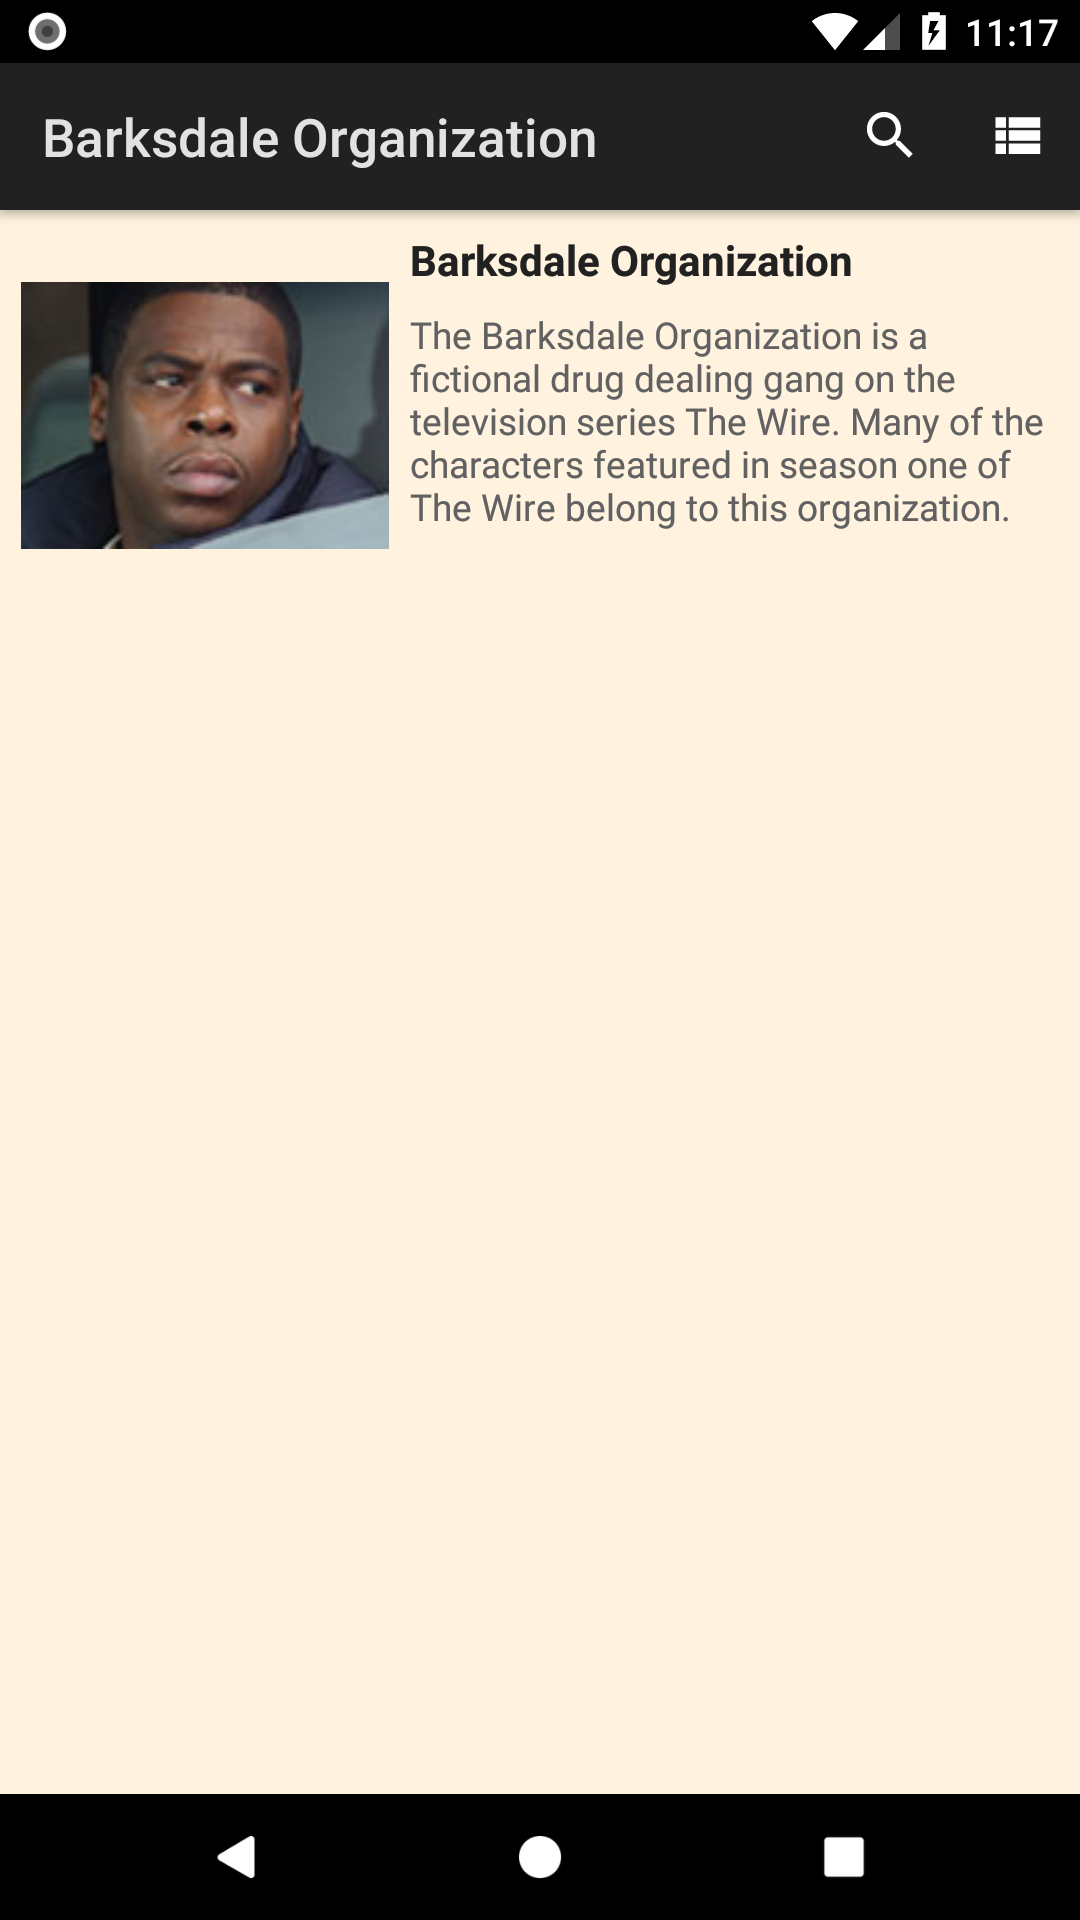 11:17
Barksdale Organization
Barksdale Organization
The Barksdale Organization is a
fictional drug dealing gang on the
television series The Wire. Many of the
characters featured in season one of
The Wire belong to this organization.